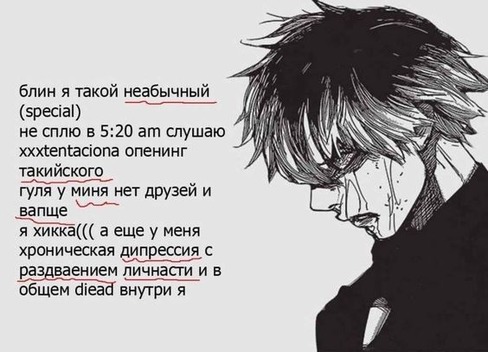 блин я такой неабычный
(special)
не сплю в 5:20 am слушаю
xxxtentaciona опенинг
такийского
гуля у миня нет друзей и
вапще
я хикка((( а еще у меня
хроническая дипрессия с
раздваением личнасти и в
общем diead внутри я